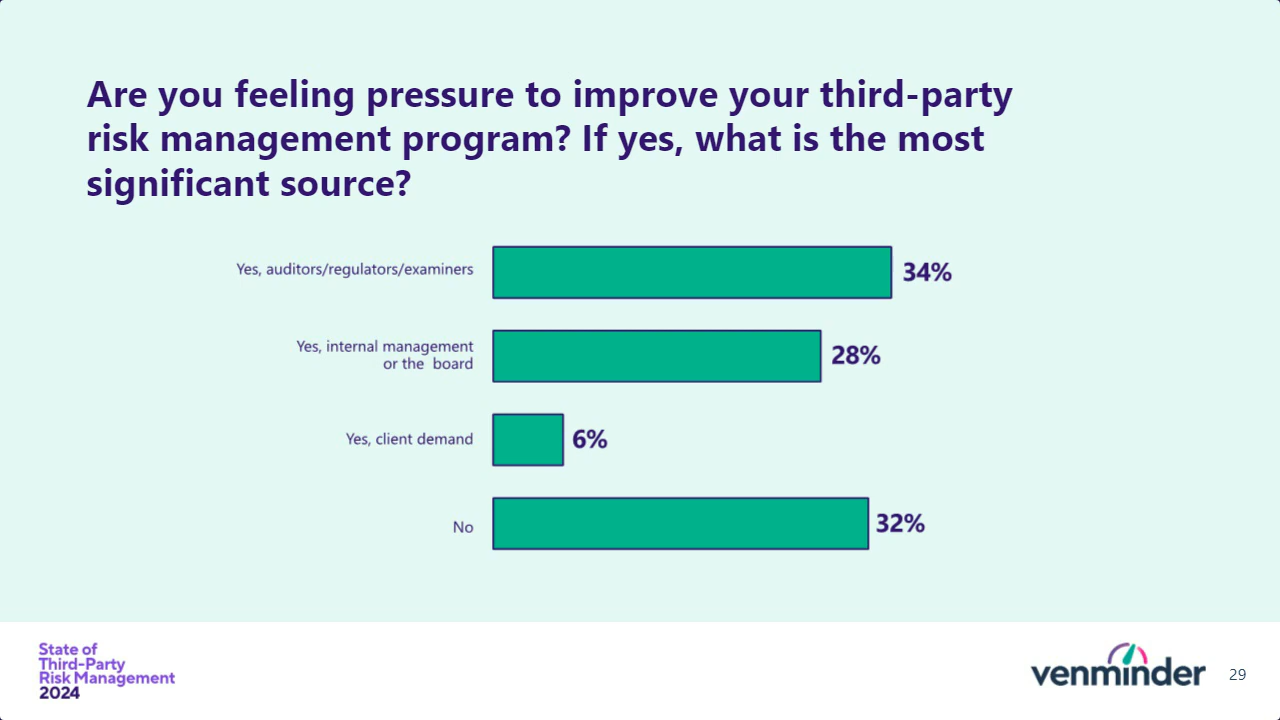 Are you feeling pressure to improve your third-party
risk management program? If yes, what is the most
significant source?
Yes, auditors/regulators/examiners
34%
Yes, internal management
or the board
28%
Yes, client demand
6%
No
32%
State of
Third-Party
Risk Management
2024
venminder
29